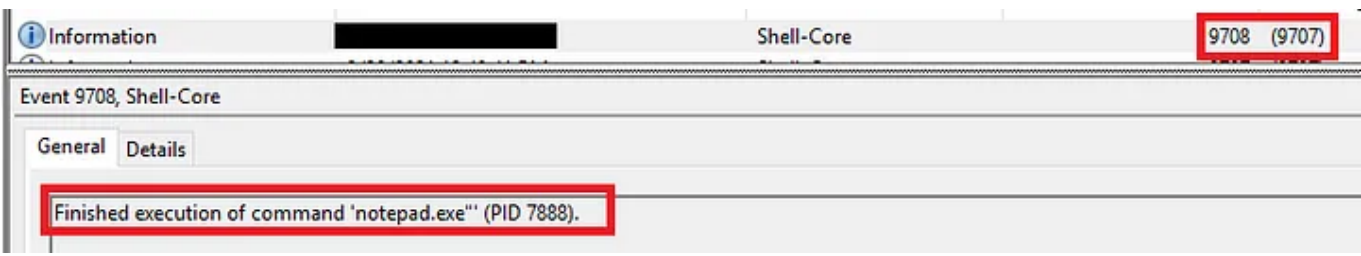 Information Shell-Core 9708 (9707)
Event 9708, Shell-Core
General Details
Finished execution of command 'notepad.exe"' (PID 7888).